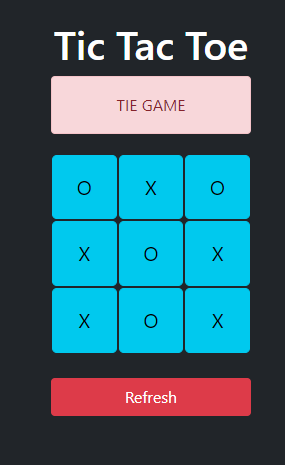 Tic Tac Toe
TIE GAME
O X O
X O X
X O X
Refresh